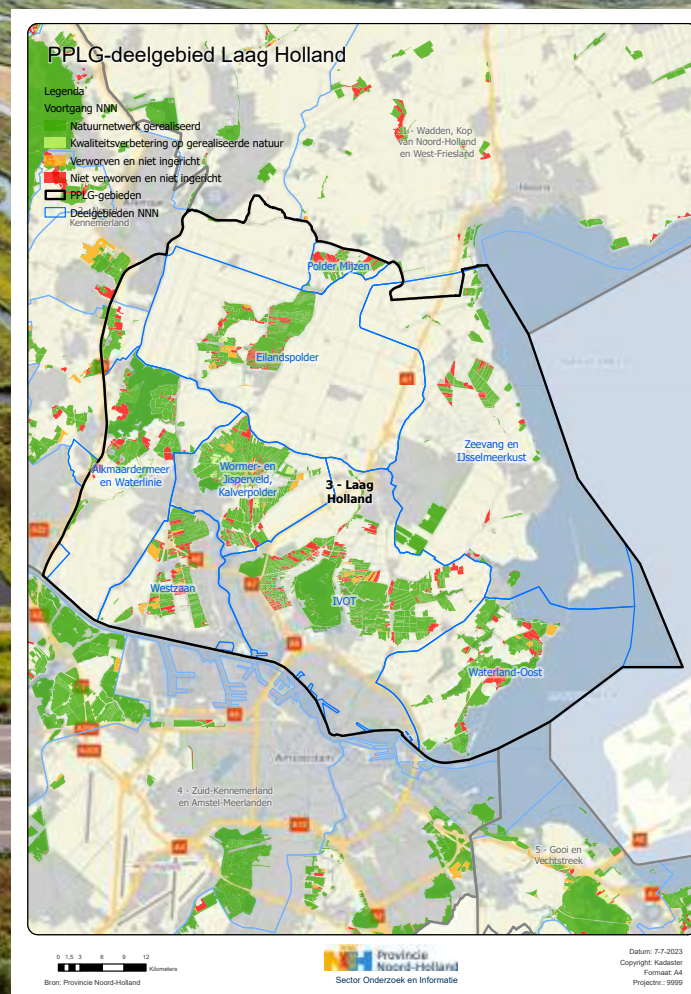 PPLG-deelgebied Laag Holland
Legenda
Voortgang NNN
Natuurnetwerk gerealiseerd
Kwaliteitsverbetering op gerealiseerde natuur
Verworven en niet ingericht
Niet verworven en niet ingericht
PPLG-gebieden
Deelgebieden NNN
Kennemerland
1 - Wadden, Kop
van Noord-Holland
en West-Friesland
Hoorn
Polder Mijzen
Eilandspolder
Zeevang en
IJsselmeerkust
Alkmaardermeer
en Waterlinie
Wormer- en
Jisperveld,
Kalverpolder
3 - Laag
Holland
Westzaan
IVOT
Waterland-Oost
Amsterdam
4 - Zuid-Kennemerland
en Amstel-Meerlanden
5 - Gooi en
Vechtstreek
0 1,5 3 6 9 12
Kilometers
Bron: Provincie Noord-Holland
Provincie
Noord-Holland
Sector Onderzoek en Informatie
Datum: 7-7-2023
Copyright: Kadaster
Formaat: A4
Projectnr.: 9999